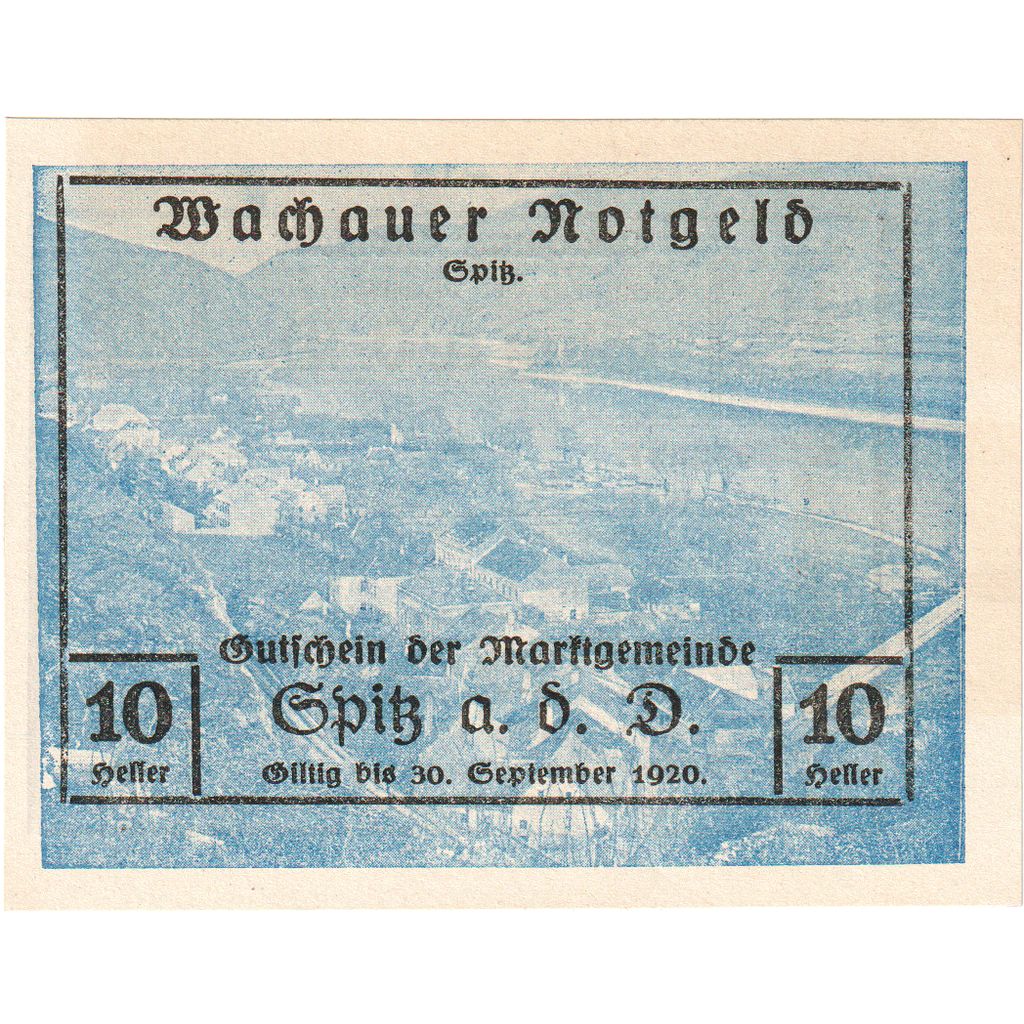 Wachauer Notgeld
Spitz.
Gutschein der Marktgemeinde
Spitz a. d. D.
10 Heller
Giltig bis 30. September 1920.
10 Heller